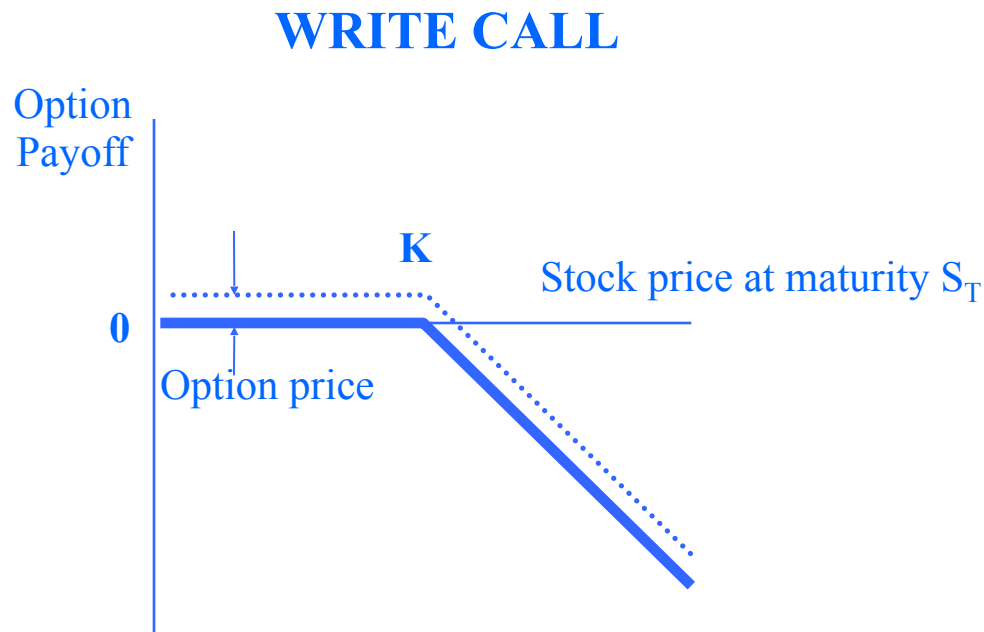 WRITE CALL
Option
Payoff
K
Stock price at maturity S_T
0
Option price